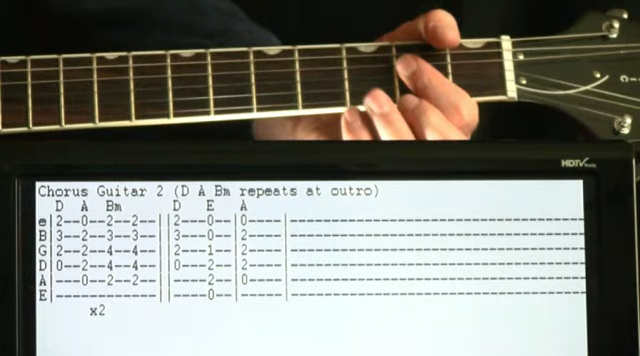 HDTV
Chorus Guitar 2 (D A Bm repeats at outro)
D A Bm D E A
e|2--0--2--2--||2---0--|0-----|
B|3--2--3--3--||3---0--|2-----|
G|2--2--4--4--||2---1--|2-----|
D|0--2--4--4--||0---2--|2-----|
A|---0--2--2--||----2--|0-----|
E|------------||----0--|------|
x2